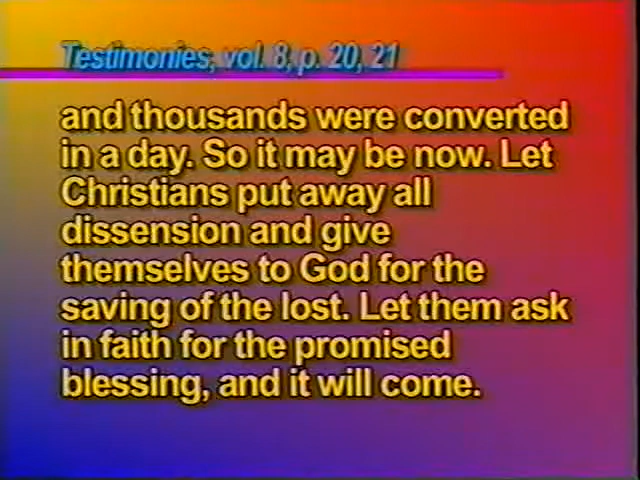 Testimonies, vol. 8, p. 20, 21
and thousands were converted
in a day. So it may be now. Let
Christians put away all
dissension and give
themselves to God for the
saving of the lost. Let them ask
in faith for the promised
blessing, and it will come.